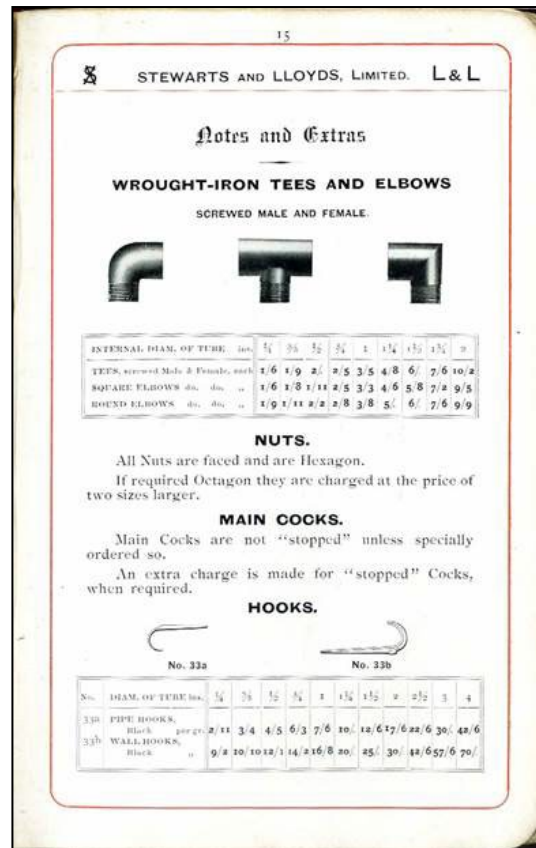 15
STEWARTS AND LLOYDS, LIMITED. L & L
Notes and Extras
WROUGHT-IRON TEES AND ELBOWS
SCREWED MALE AND FEMALE.
INTERNAL DIAM. OF TUBE ins. ¼ ⅜ ½ ¾ 1 1¼ 1½ 1¾ 2
TEES, screwed Male & Female, each 1/6 1/9 2/. 2/5 3/5 4/8 6/. 7/6 10/2
SQUARE ELBOWS do. do. „ 1/6 1/8 1/11 2/5 3/3 4/6 5/8 7/2 9/5
ROUND ELBOWS do. do. „ 1/9 1/11 2/2 2/8 3/8 5/. 6/. 7/6 9/9
NUTS.
All Nuts are faced and are Hexagon.
If required Octagon they are charged at the price of
two sizes larger.
MAIN COCKS.
Main Cocks are not "stopped" unless specially
ordered so.
An extra charge is made for "stopped" Cocks,
when required.
HOOKS.
No. 33a No. 33b
No. DIAM. OF TUBE ins. ¼ ⅜ ½ ¾ 1 1¼ 1½ 2 2½ 3 4
33a PIPE HOOKS,
Black per gr. 2/11 3/4 4/5 6/3 7/6 10/. 12/6 17/6 22/6 30/. 42/6
33b WALL HOOKS,
Black „ 9/2 10/10 12/1 14/2 16/8 20/. 25/. 30/. 42/6 57/6 70/.